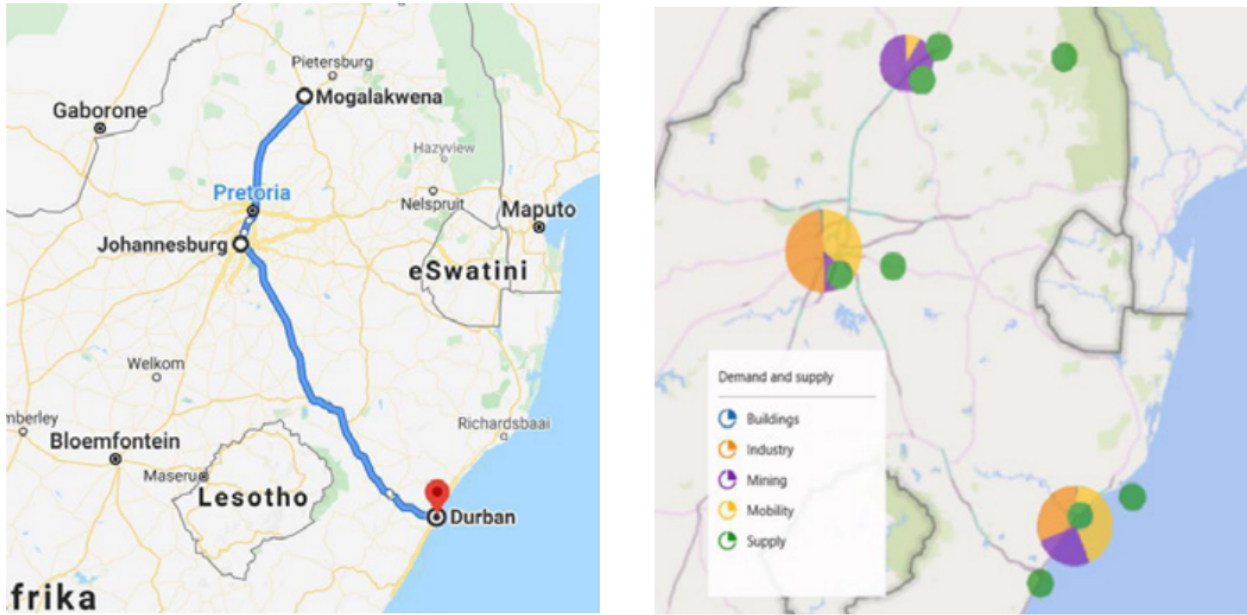 Pietersburg
Mogalakwena
Gaborone
Hazyview
Pretoria
Nelspruit
Maputo
Johannesburg
eSwatini
Welkom
mberley
Richardsbaai
Bloemfontein
Maseru
Lesotho
Durban
frika
Demand and supply
Buildings
Industry
Mining
Mobility
Supply